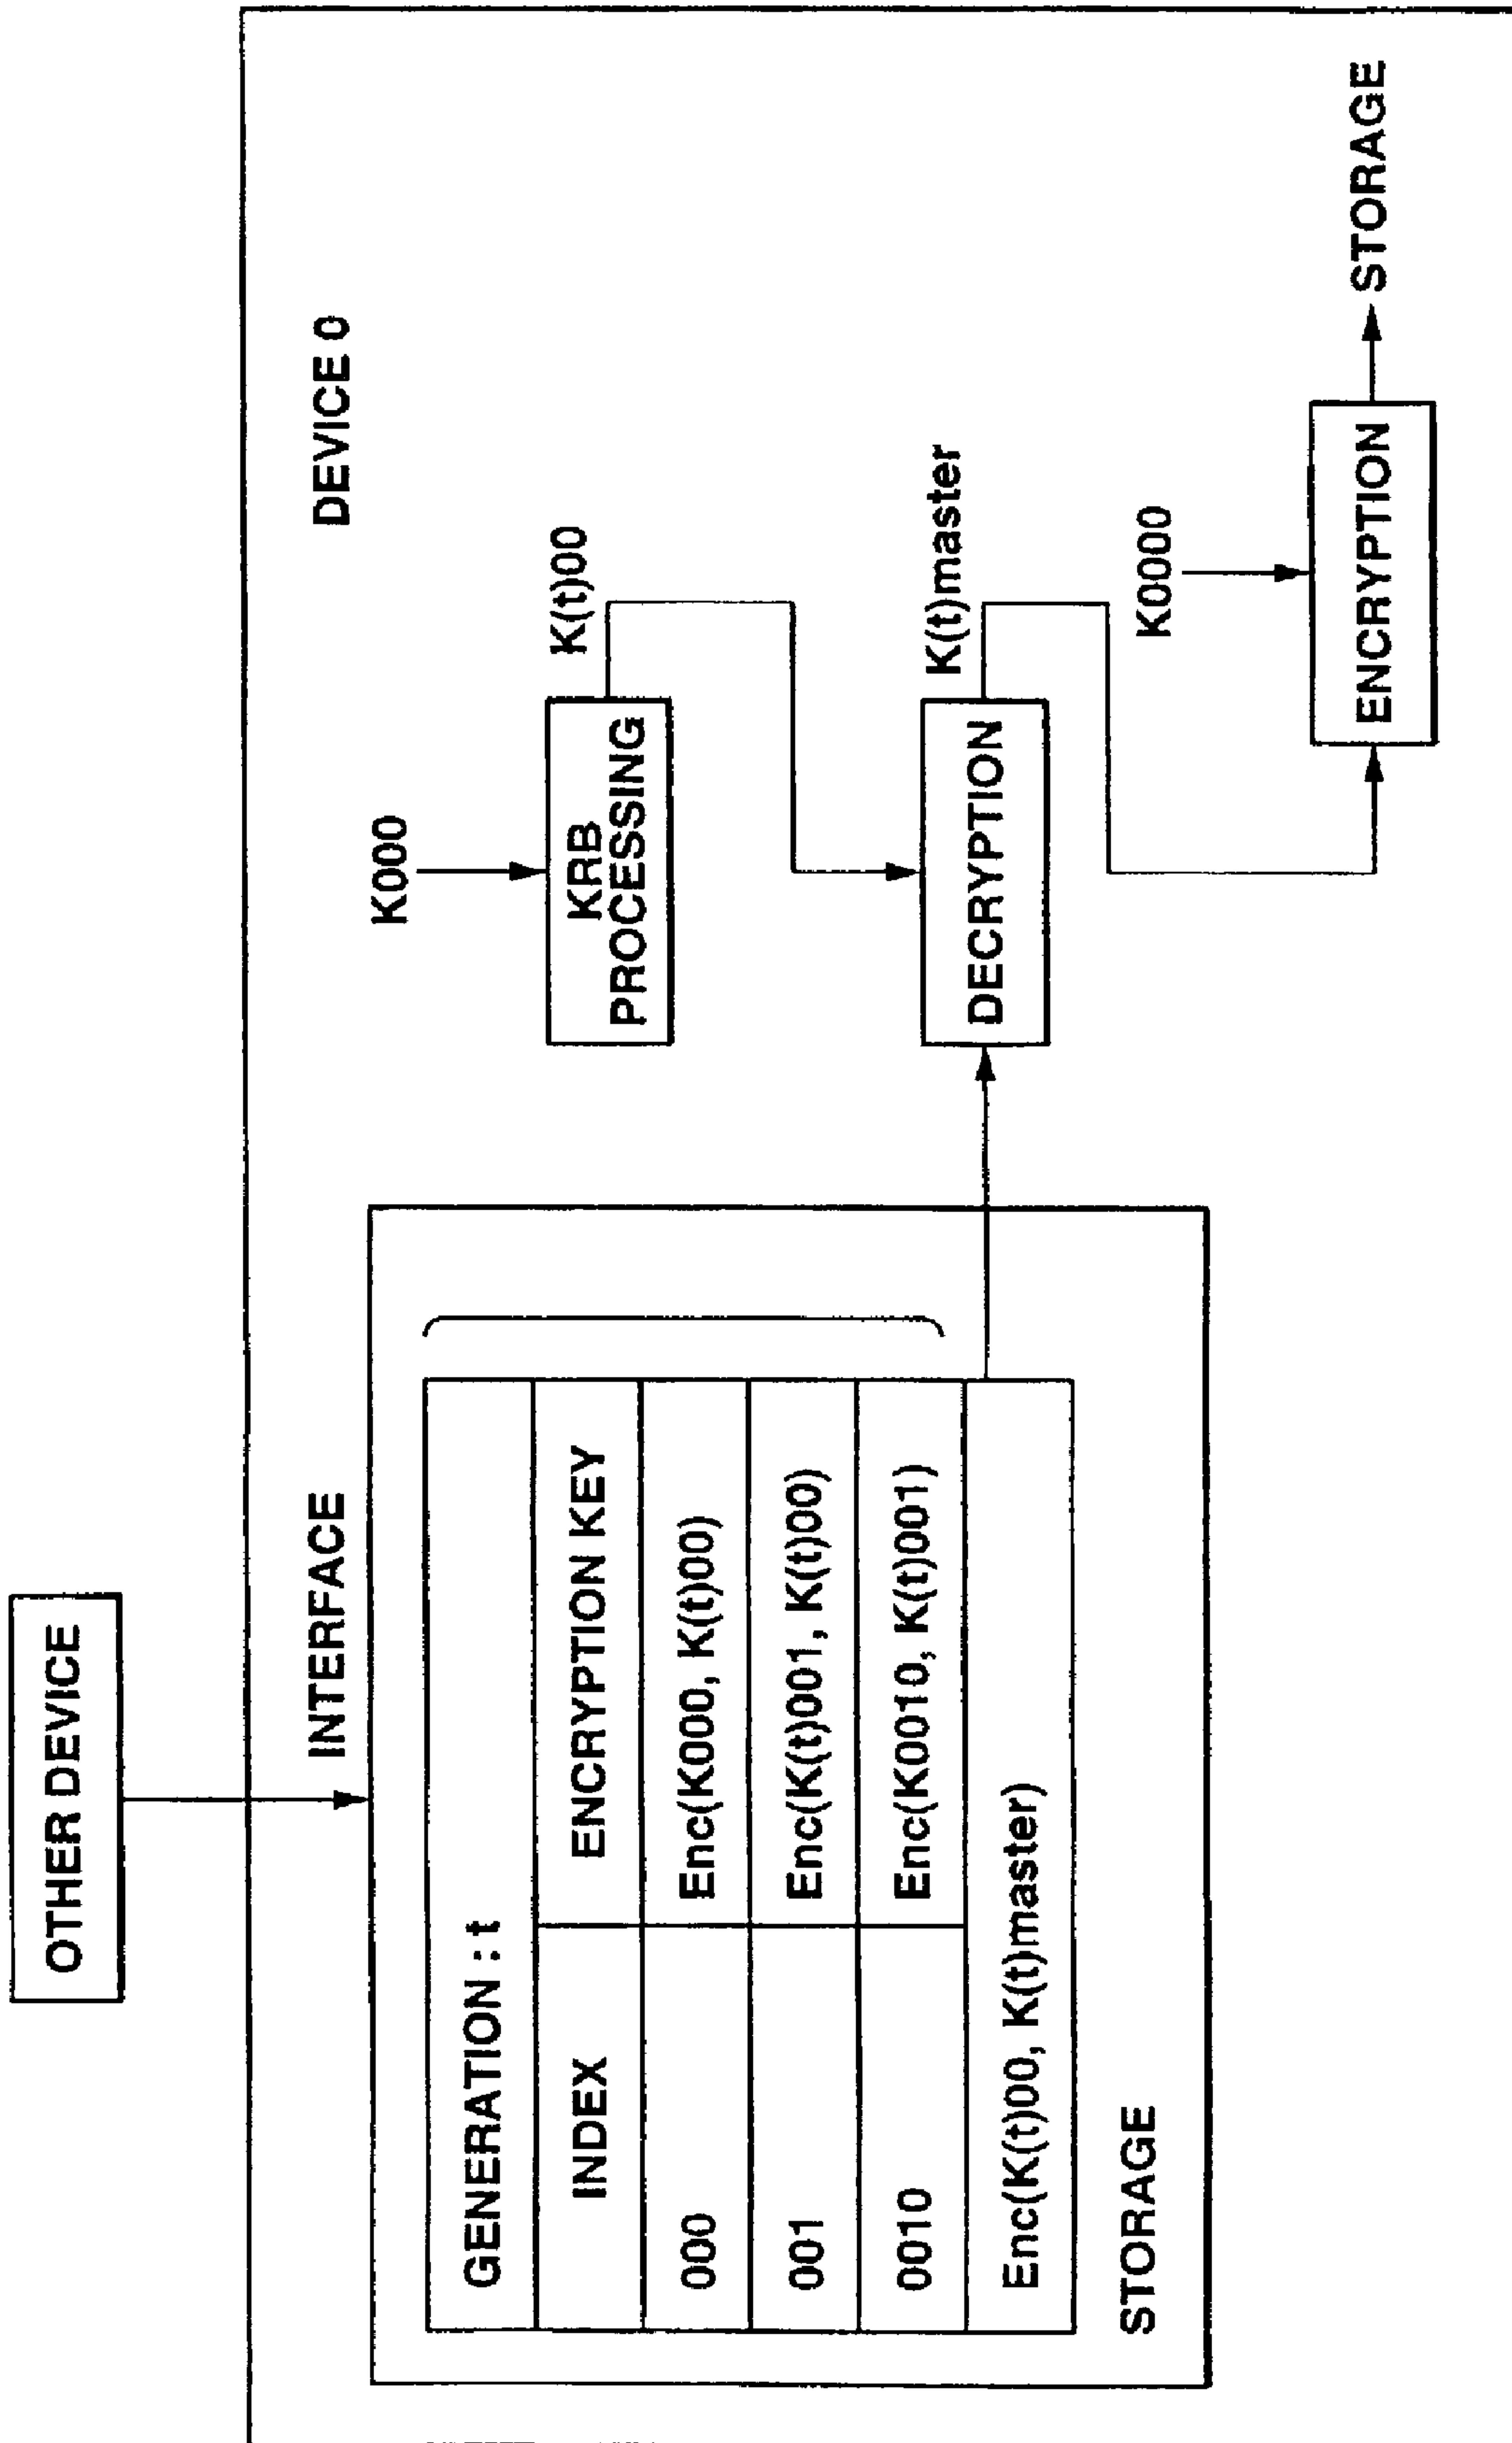 OTHER DEVICE
INTERFACE
DEVICE 0
GENERATION : t
INDEX
ENCRYPTION KEY
000
Enc(K000, K(t)00)
001
Enc(K(t)001, K(t)00)
0010
Enc(K0010, K(t)001)
Enc(K(t)00, K(t)master)
STORAGE
K000
KRB
PROCESSING
K(t)00
DECRYPTION
K(t)master
K0000
ENCRYPTION
STORAGE